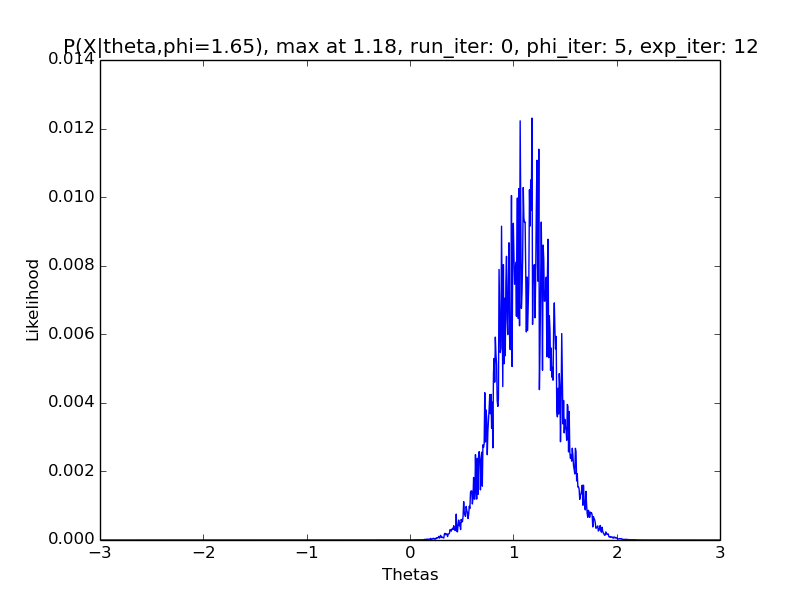 P(X|theta,phi=1.65), max at 1.18, run_iter: 0, phi_iter: 5, exp_iter: 12
0.014
0.012
0.010
0.008
0.006
0.004
0.002
0.000
Likelihood
−3 −2 −1 0 1 2 3
Thetas